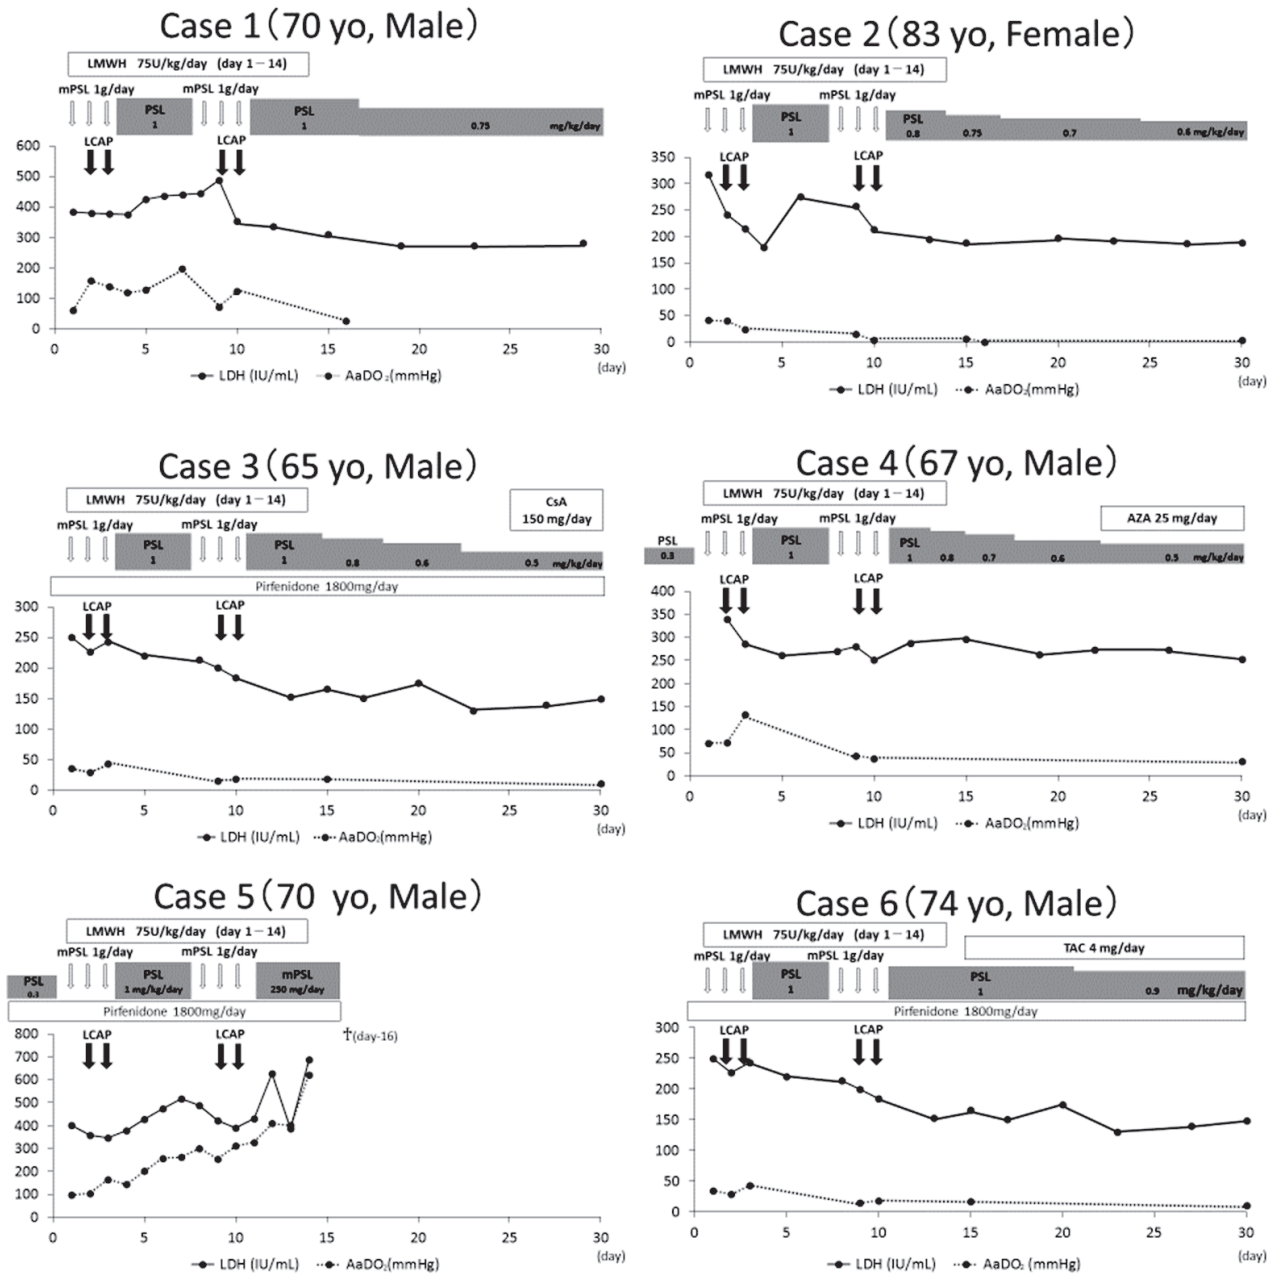 Case 1（70 yo, Male）
LMWH 75U/kg/day (day 1－14)
mPSL 1g/day
mPSL 1g/day
PSL
1
PSL
1
0.75
mg/kg/day
LCAP
LCAP
600
500
400
300
200
100
0
0 5 10 15 20 25 30
(day)
LDH (IU/mL) AaDO₂(mmHg)
Case 2（83 yo, Female）
LMWH 75U/kg/day (day 1－14)
mPSL 1g/day
mPSL 1g/day
PSL
1
PSL
0.8
0.75
0.7
0.6 mg/kg/day
LCAP
LCAP
350
300
250
200
150
100
50
0
0 5 10 15 20 25 30
(day)
LDH (IU/mL) AaDO₂(mmHg)
Case 3（65 yo, Male）
LMWH 75U/kg/day (day 1－14)
CsA
150 mg/day
mPSL 1g/day
mPSL 1g/day
PSL
1
PSL
1
0.8
0.6
0.5
mg/kg/day
Pirfenidone 1800mg/day
LCAP
LCAP
300
250
200
150
100
50
0
0 5 10 15 20 25 30
(day)
LDH (IU/mL) AaDO₂(mmHg)
Case 4（67 yo, Male）
LMWH 75U/kg/day (day 1－14)
AZA 25 mg/day
mPSL 1g/day
mPSL 1g/day
PSL
0.3
PSL
1
PSL
1
0.8
0.7
0.6
0.5
mg/kg/day
LCAP
LCAP
400
350
300
250
200
150
100
50
0
0 5 10 15 20 25 30
(day)
LDH (IU/mL) AaDO₂(mmHg)
Case 5（70 yo, Male）
LMWH 75U/kg/day (day 1－14)
mPSL 1g/day
mPSL 1g/day
PSL
0.3
PSL
1 mg/kg/day
mPSL
250 mg/day
Pirfenidone 1800mg/day
†(day-16)
LCAP
LCAP
800
700
600
500
400
300
200
100
0
0 5 10 15 20 25 30
(day)
LDH (IU/mL) AaDO₂(mmHg)
Case 6（74 yo, Male）
LMWH 75U/kg/day (day 1－14)
TAC 4 mg/day
mPSL 1g/day
mPSL 1g/day
PSL
1
PSL
1
0.9
mg/kg/day
Pirfenidone 1800mg/day
LCAP
LCAP
300
250
200
150
100
50
0
0 5 10 15 20 25 30
(day)
LDH (IU/mL) AaDO₂(mmHg)